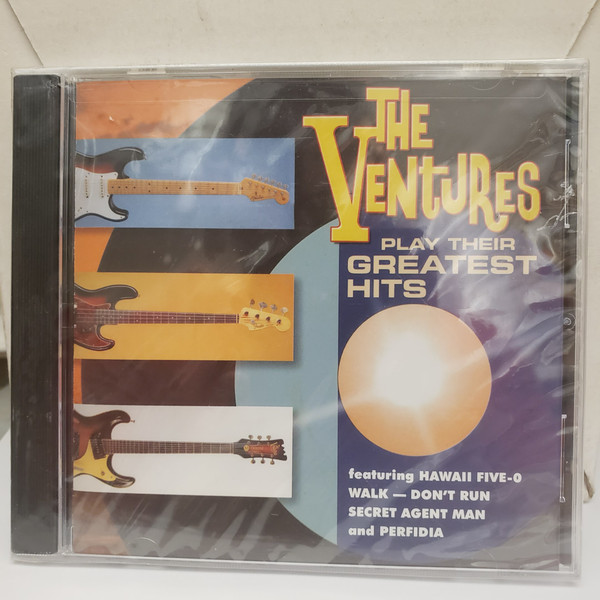 THE
VENTURES
PLAY THEIR
GREATEST
HITS
featuring HAWAII FIVE-O
WALK — DON'T RUN
SECRET AGENT MAN
and PERFIDIA